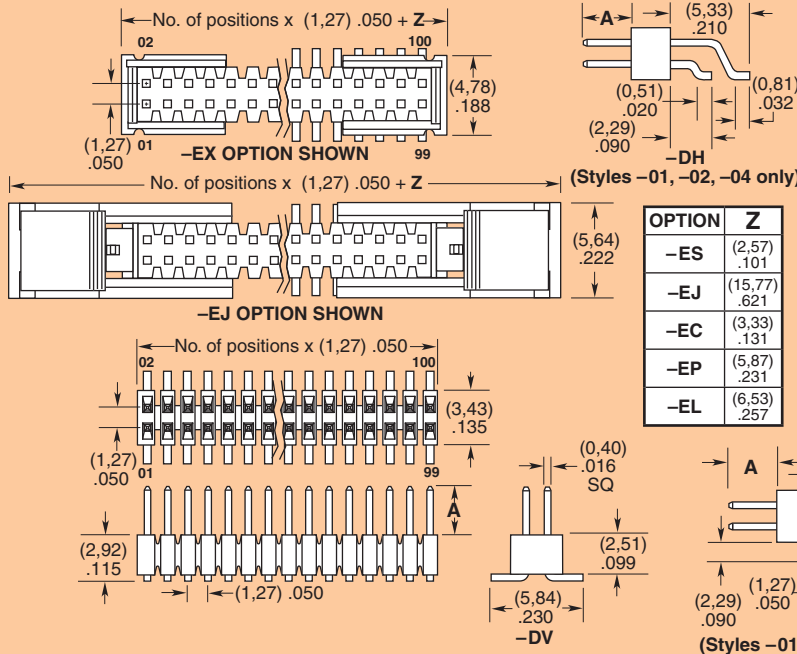 No. of positions x (1,27) .050 + Z
02
100
(4,78)
.188
(1,27)
.050
01
99
–EX OPTION SHOWN
A
(5,33)
.210
(0,51)
.020
(0,81)
.032
(2,29)
.090
–DH
(Styles –01, –02, –04 only)
No. of positions x (1,27) .050 + Z
(5,64)
.222
–EJ OPTION SHOWN
OPTION Z
–ES (2,57) .101
–EJ (15,77) .621
–EC (3,33) .131
–EP (5,87) .231
–EL (6,53) .257
No. of positions x (1,27) .050
02
100
(3,43)
.135
(1,27)
.050
01
99
A
(2,92)
.115
(1,27) .050
(0,40)
.016
SQ
(2,51)
.099
(5,84)
.230
–DV
A
(1,27)
.050
(2,29)
.090
(Styles –01